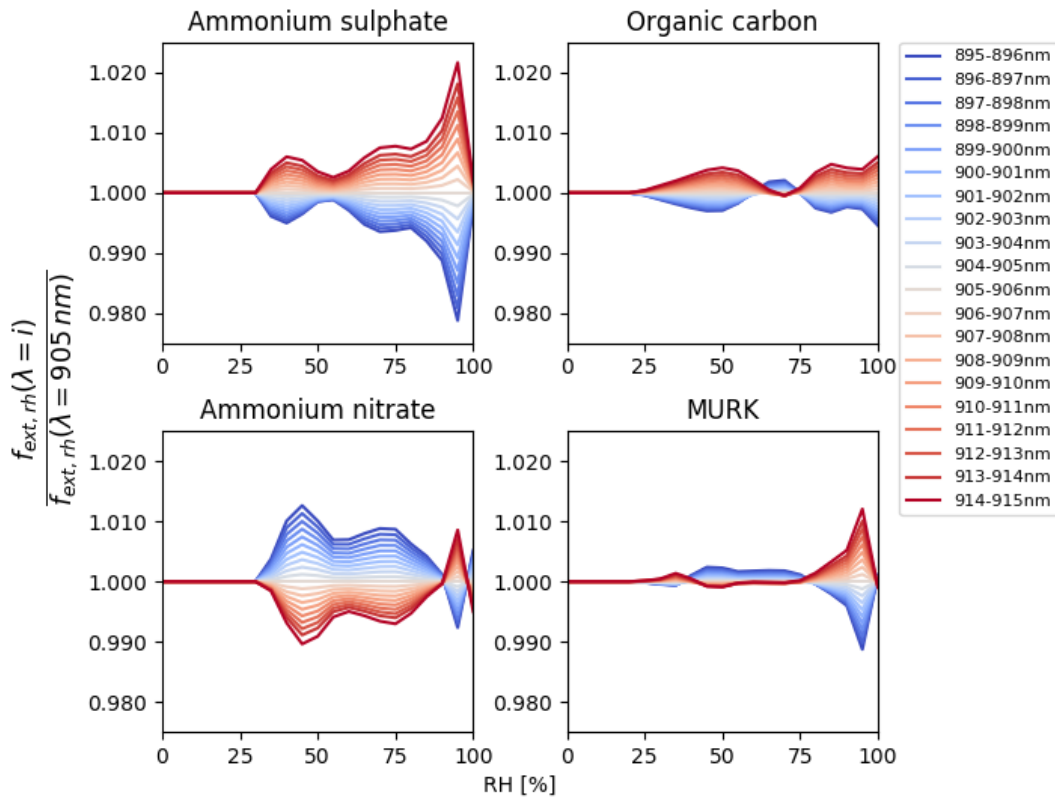 Ammonium sulphate
1.020
1.010
1.000
0.990
0.980
0 25 50 75 100
Organic carbon
1.020
1.010
1.000
0.990
0.980
0 25 50 75 100
895-896nm
896-897nm
897-898nm
898-899nm
899-900nm
900-901nm
901-902nm
902-903nm
903-904nm
904-905nm
905-906nm
906-907nm
907-908nm
908-909nm
909-910nm
910-911nm
911-912nm
912-913nm
913-914nm
914-915nm
f_{ext, rh}(λ = i)
f_{ext, rh}(λ = 905 nm)
Ammonium nitrate
1.020
1.010
1.000
0.990
0.980
0 25 50 75 100
MURK
1.020
1.010
1.000
0.990
0.980
0 25 50 75 100
RH [%]